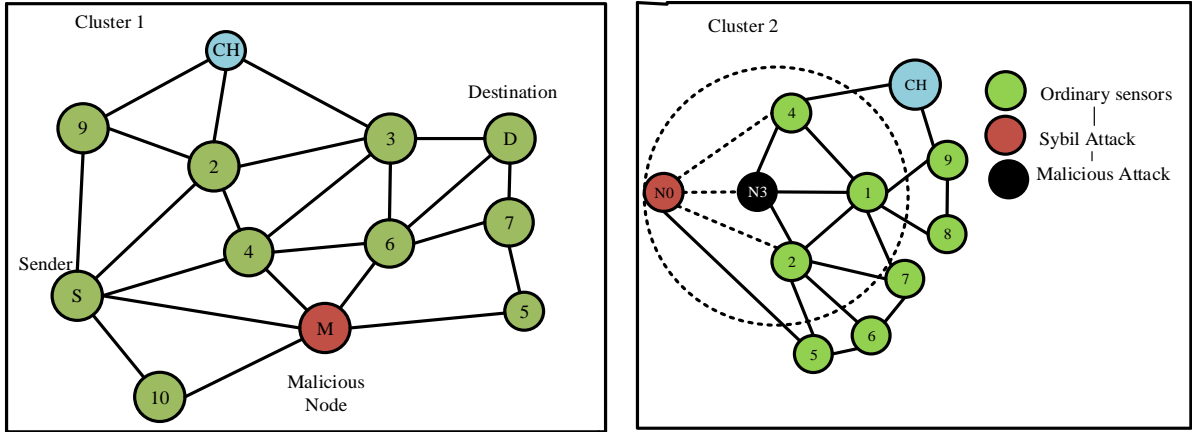 Cluster 1
CH
Destination
9
3
D
2
7
4
6
Sender
S
5
M
Malicious
Node
10
Cluster 2
CH
Ordinary sensors
4
Sybil Attack
9
Malicious Attack
N0
N3
1
8
2
7
6
5